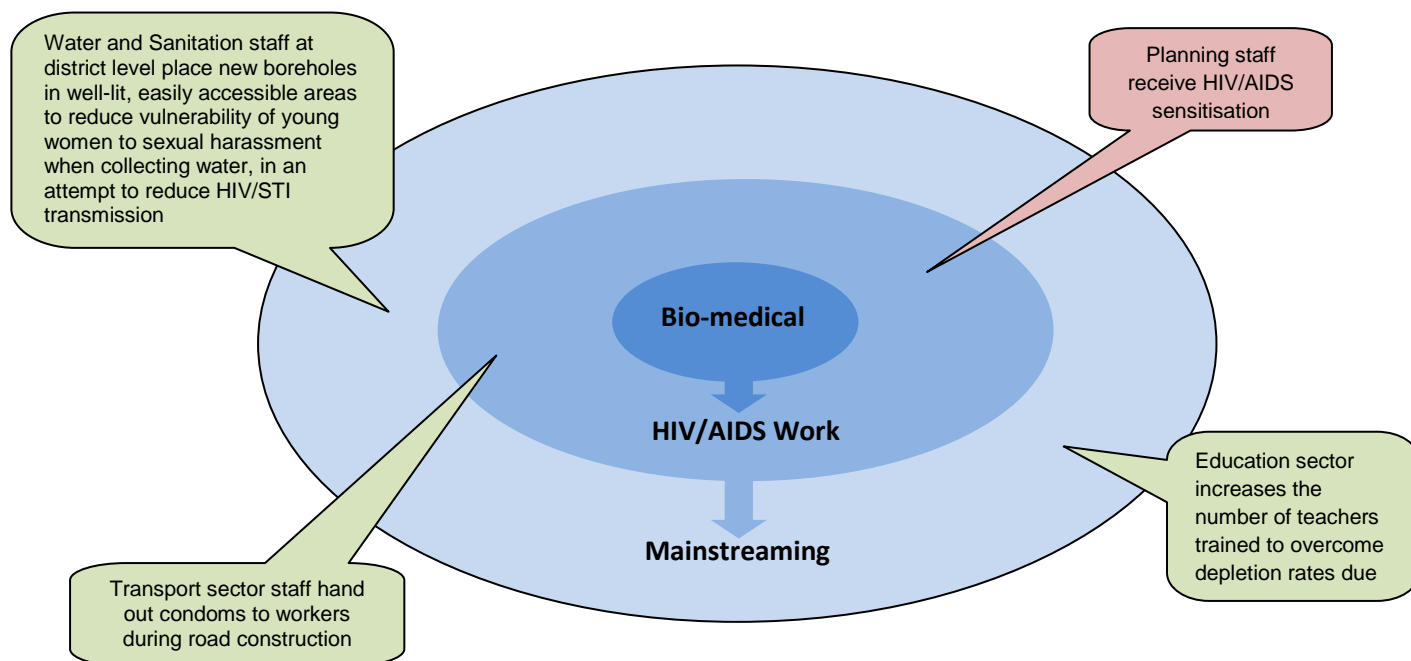 Water and Sanitation staff at
district level place new boreholes
in well-lit, easily accessible areas
to reduce vulnerability of young
women to sexual harassment
when collecting water, in an
attempt to reduce HIV/STI
transmission
Planning staff
receive HIV/AIDS
sensitisation
Bio-medical
HIV/AIDS Work
Mainstreaming
Education sector
increases the
number of teachers
trained to overcome
depletion rates due
Transport sector staff hand
out condoms to workers
during road construction